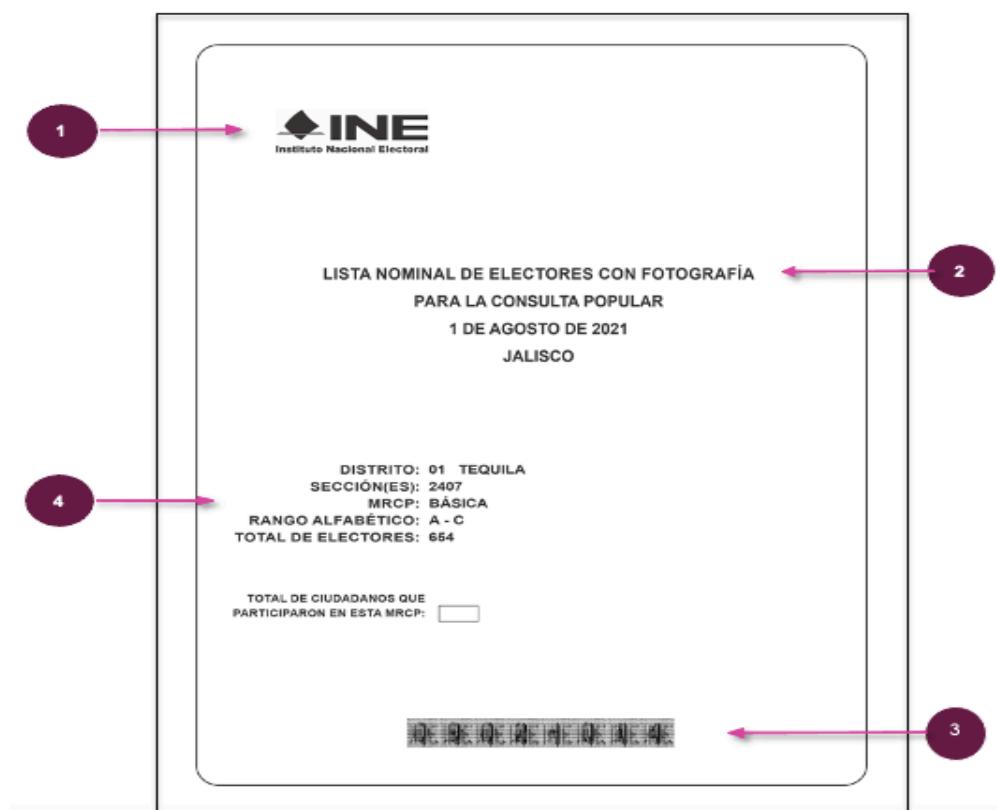 1
INE
Instituto Nacional Electoral
LISTA NOMINAL DE ELECTORES CON FOTOGRAFÍA
2
PARA LA CONSULTA POPULAR
1 DE AGOSTO DE 2021
JALISCO
DISTRITO: 01 TEQUILA
SECCIÓN(ES): 2407
4
MRCP: BÁSICA
RANGO ALFABÉTICO: A - C
TOTAL DE ELECTORES: 654
TOTAL DE CIUDADANOS QUE
PARTICIPARON EN ESTA MRCP:
3